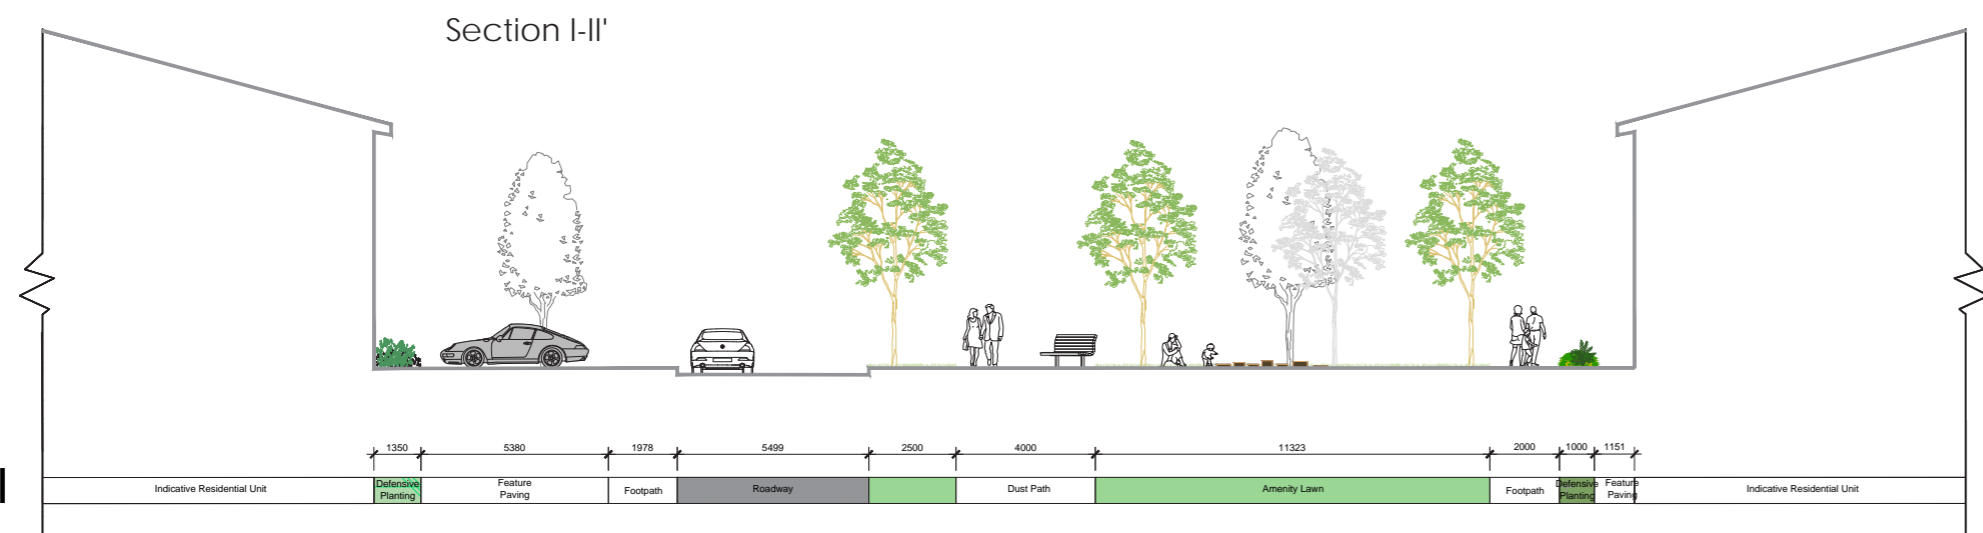 Section I-II'
1350 5380 1978 5499 2500 4000 11323 2000 1000 1151
Indicative Residential Unit
Defensive
Planting
Feature
Paving
Footpath
Roadway
Dust Path
Amenity Lawn
Footpath
Defensive
Planting
Feature
Paving
Indicative Residential Unit